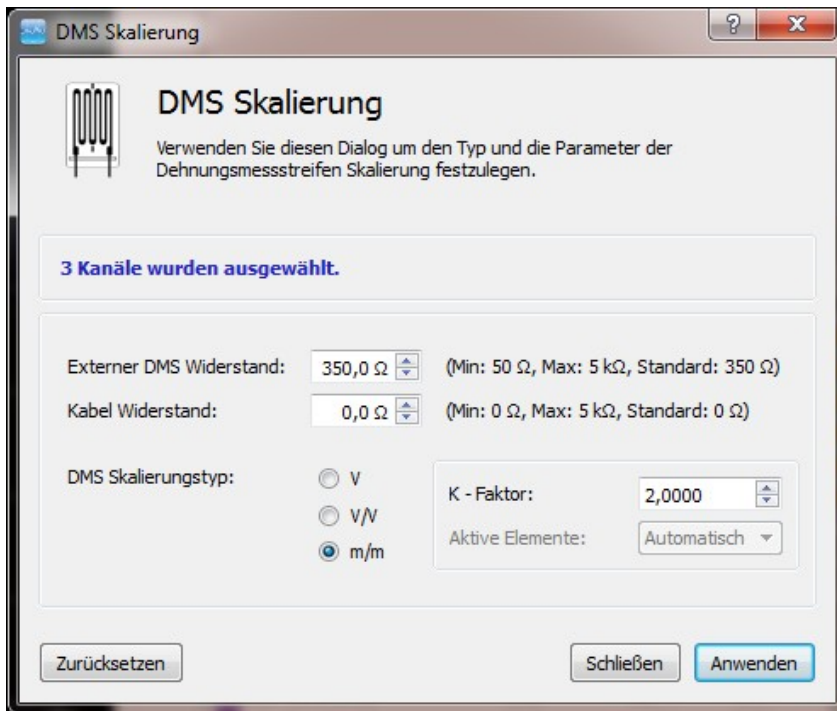 DMS Skalierung
DMS Skalierung
Verwenden Sie diesen Dialog um den Typ und die Parameter der
Dehnungsmessstreifen Skalierung festzulegen.
3 Kanäle wurden ausgewählt.
Externer DMS Widerstand: 350,0 Ω (Min: 50 Ω, Max: 5 kΩ, Standard: 350 Ω)
Kabel Widerstand: 0,0 Ω (Min: 0 Ω, Max: 5 kΩ, Standard: 0 Ω)
DMS Skalierungstyp:
V
V/V
m/m
K - Faktor: 2,0000
Aktive Elemente: Automatisch
Zurücksetzen Schließen Anwenden